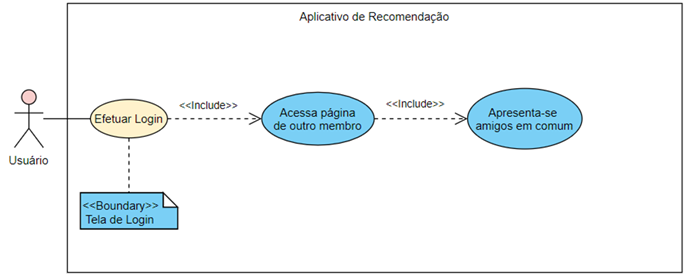 Aplicativo de Recomendação
Usuário
Efetuar Login
<<Include>>
Acessa página
de outro membro
<<Include>>
Apresenta-se
amigos em comum
<<Boundary>>
Tela de Login